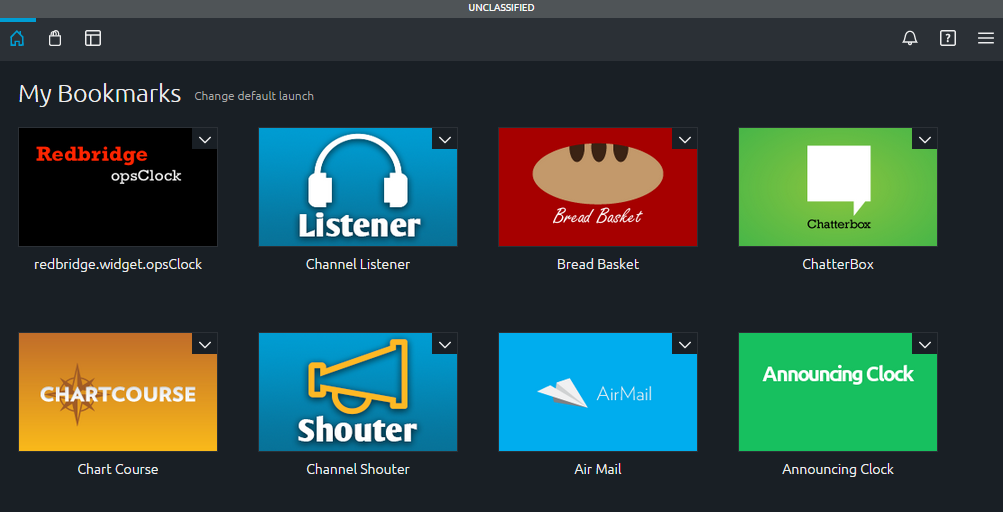 UNCLASSIFIED
?
My Bookmarks Change default launch
Redbridge
opsClock
Listener
Bread Basket
Chatterbox
redbridge.widget.opsClock
Channel Listener
Bread Basket
ChatterBox
CHARTCOURSE
Shouter
AirMail
Announcing Clock
Chart Course
Channel Shouter
Air Mail
Announcing Clock